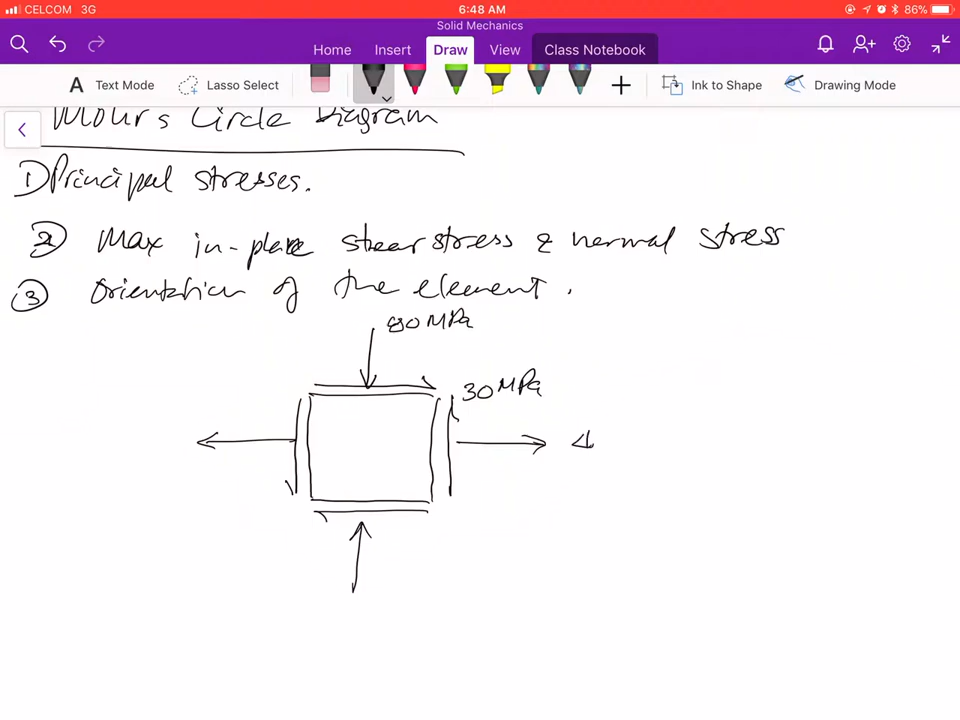 CELCOM 3G 6:48 AM 86%
Solid Mechanics
Home Insert Draw View Class Notebook
Text Mode Lasso Select Ink to Shape Drawing Mode
Mohr's Circle Diagram
1) Principal stresses.
2 Max in-plane shear stress & normal stress
3 Orientation of the element.
80 MPa
30 MPa
4